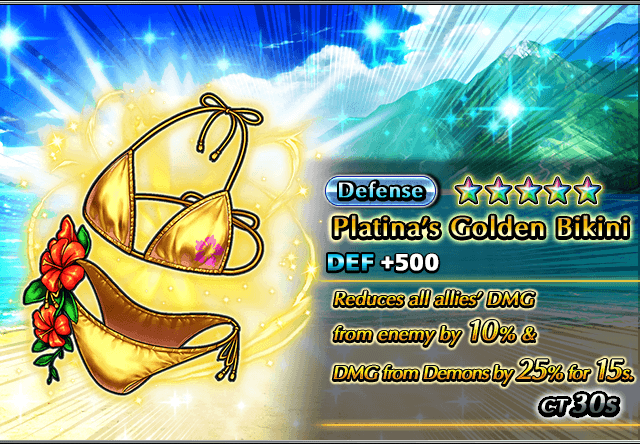 Defense
Platina's Golden Bikini
DEF +500
Reduces all allies' DMG
from enemy by 10% &
DMG from Demons by 25% for 15s.
CT 30s